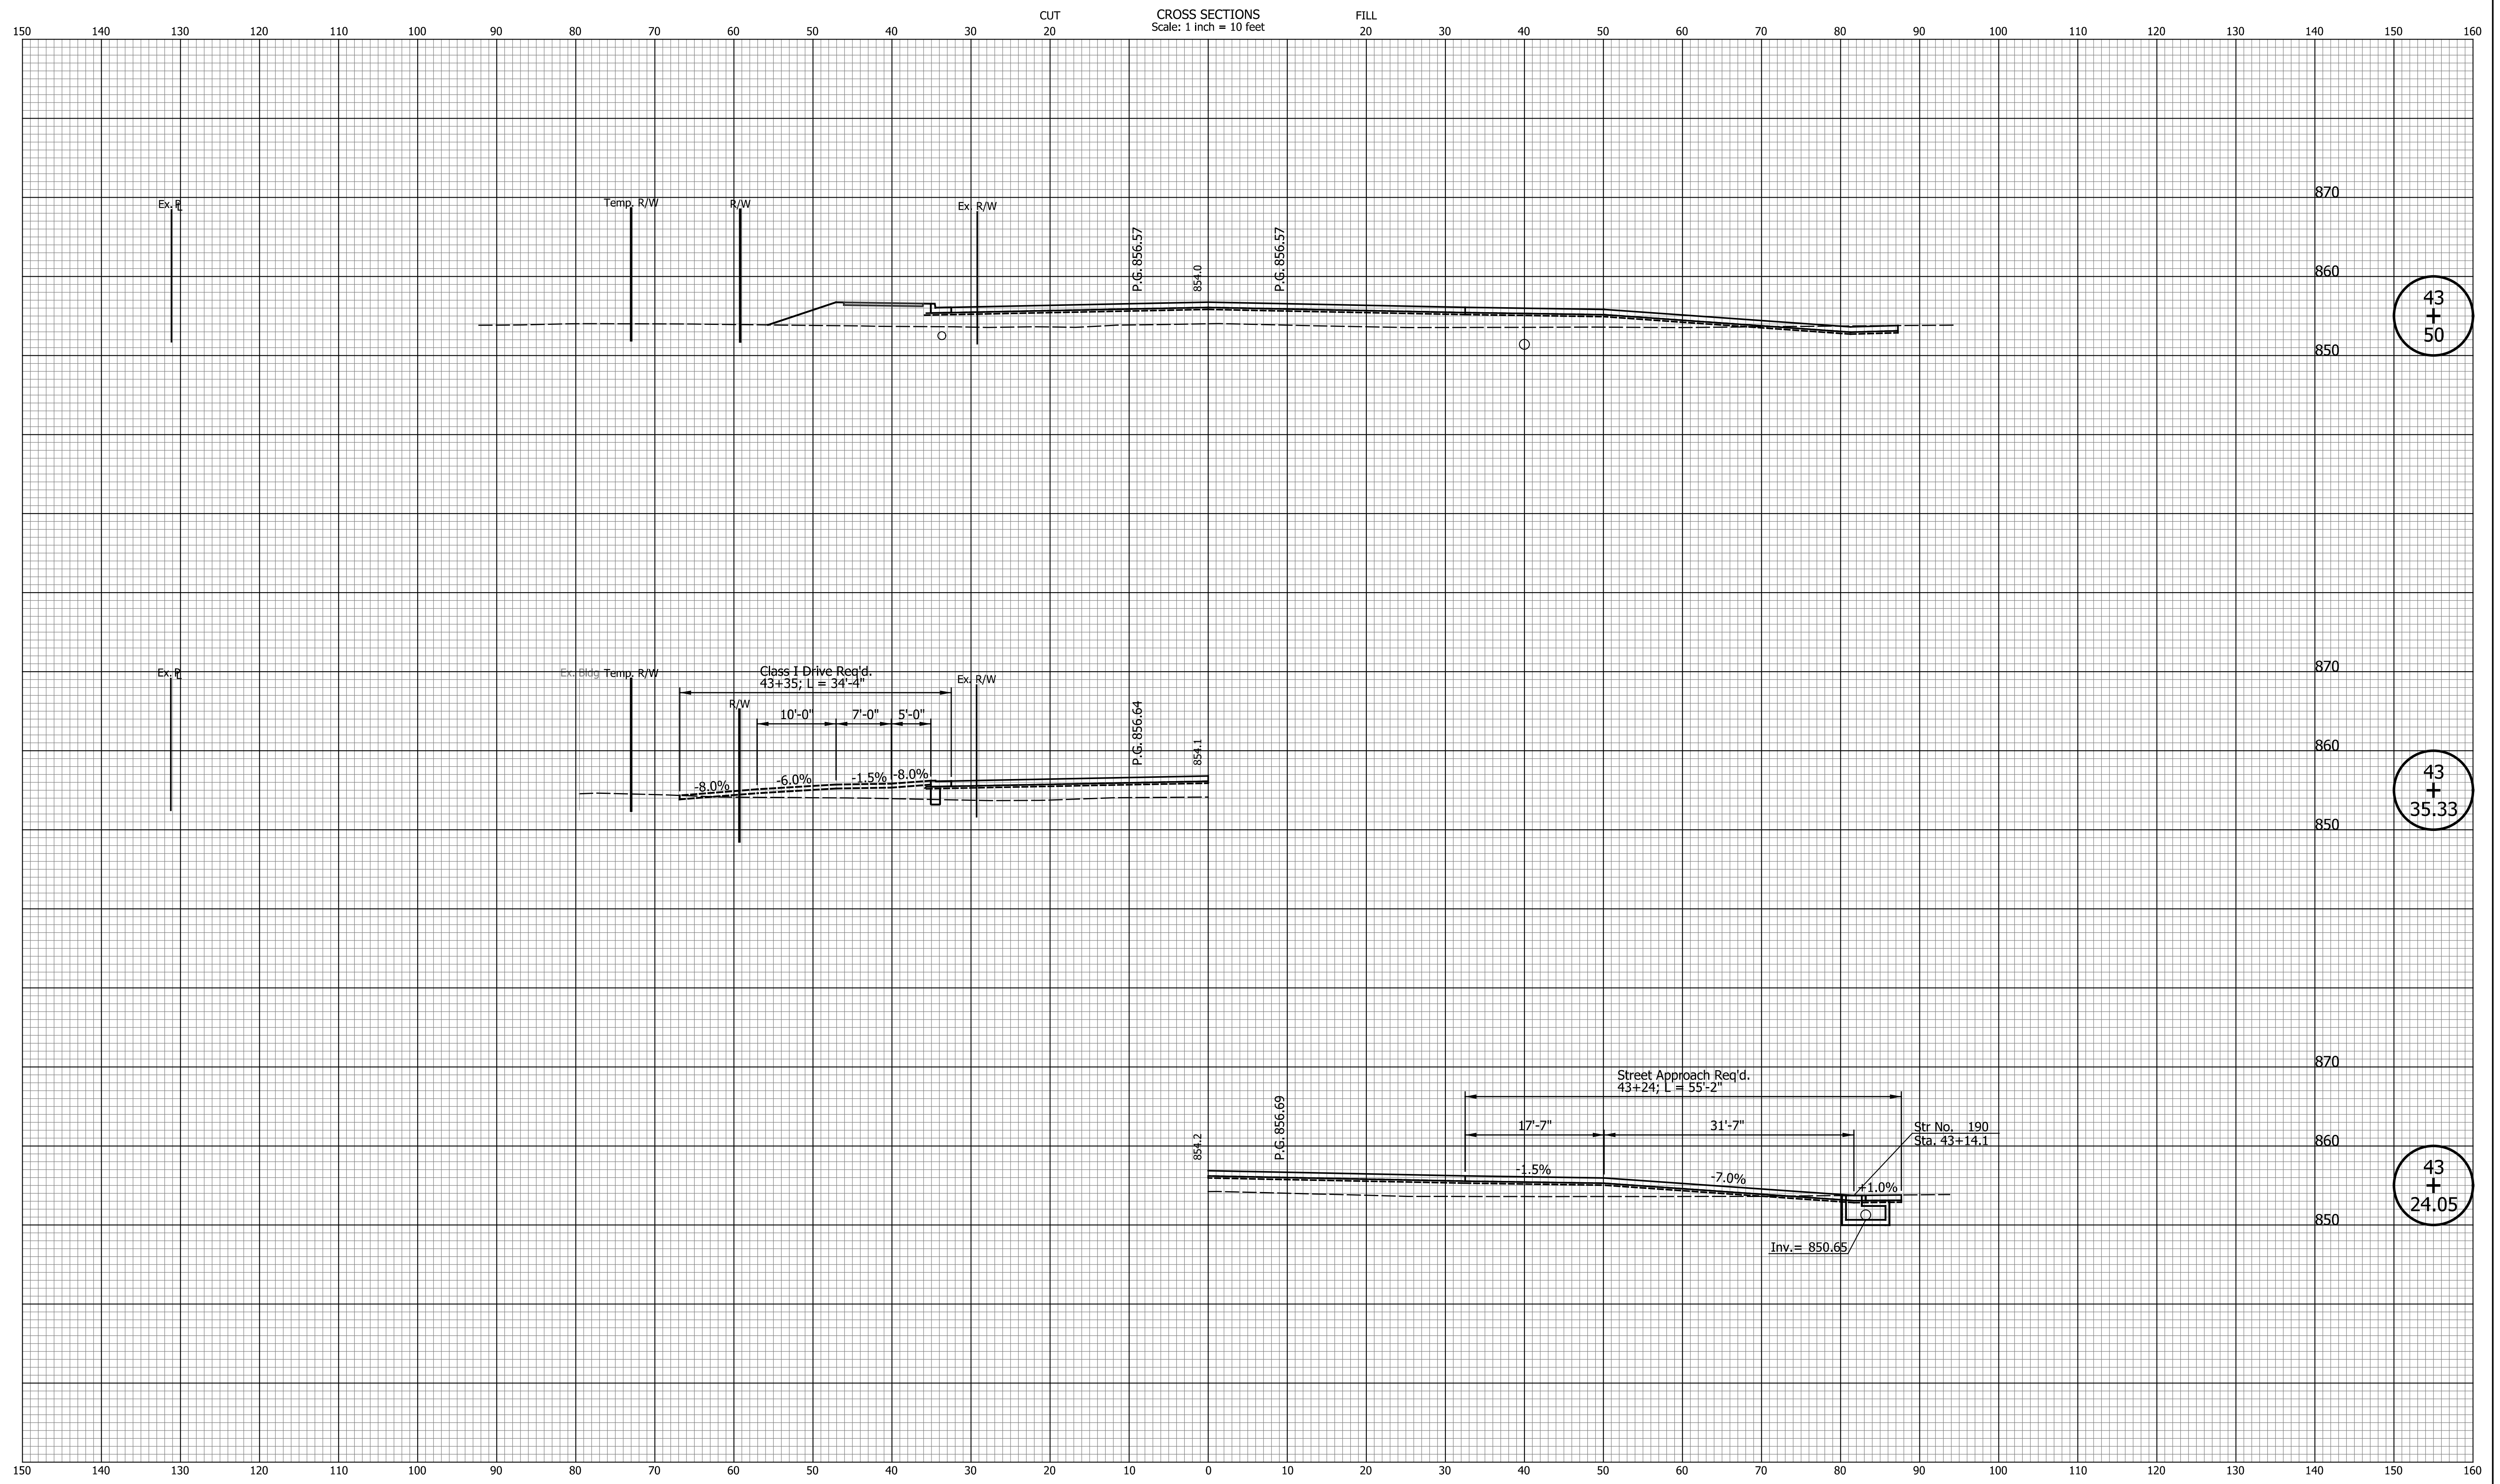 CUT CROSS SECTIONS FILL
Scale: 1 inch = 10 feet
150 140 130 120 110 100 90 80 70 60 50 40 30 20 20 30 40 50 60 70 80 90 100 110 120 130 140 150 160
870
Ex. PL Temp. R/W R/W Ex. R/W
P.G. 856.57
854.0
P.G. 856.57
860
43
+
50
850
870
Ex. PL Ex. Bldg Temp. R/W R/W Ex. R/W
Class I Drive Req'd.
43+35; L = 34'-4"
10'-0" 7'-0" 5'-0"
P.G. 856.64
854.1
860
-8.0% -6.0% -1.5% -8.0%
43
+
35.33
850
870
Street Approach Req'd.
43+24; L = 55'-2"
854.2
P.G. 856.69
17'-7" 31'-7"
Str No. 190
Sta. 43+14.1
860
-1.5% -7.0% +1.0%
43
+
24.05
850
Inv.= 850.65
150 140 130 120 110 100 90 80 70 60 50 40 30 20 10 0 10 20 30 40 50 60 70 80 90 100 110 120 130 140 150 160